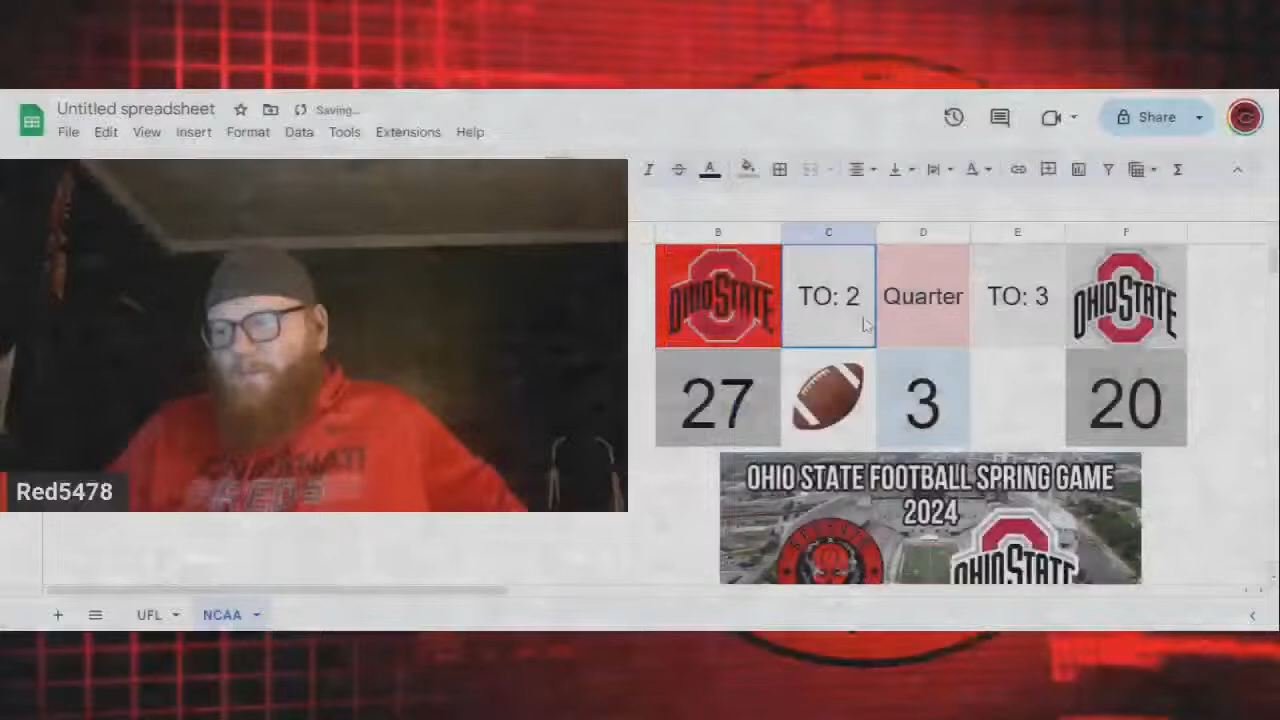 Untitled spreadsheet
Saving...
File Edit View Insert Format Data Tools Extensions Help
Share
B C D E F
OHIO STATE
TO: 2
Quarter
TO: 3
OHIO STATE
27
3
20
OHIO STATE FOOTBALL SPRING GAME
2024
OHIO STATE
Red5478
UFL
NCAA